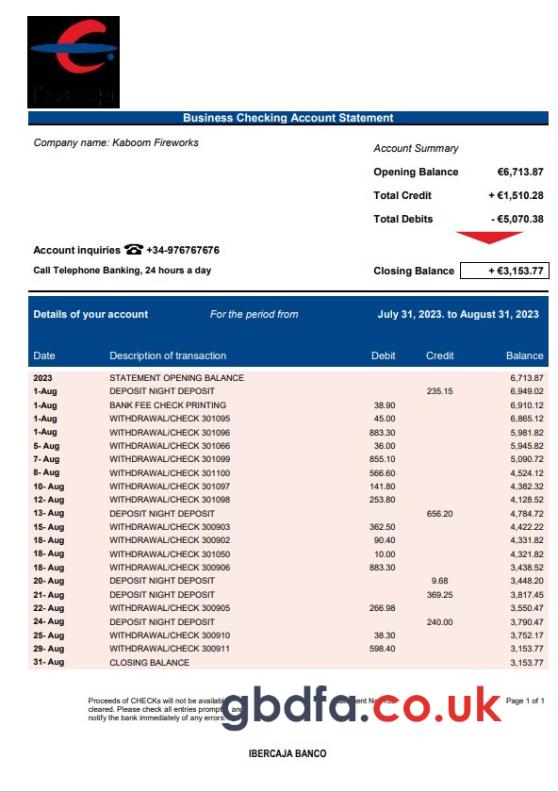 Business Checking Account Statement
Company name: Kaboom Fireworks
Account Summary
Opening Balance €6,713.87
Total Credit + €1,510.28
Total Debits - €5,070.38
Account inquiries ☎ +34-976767676
Call Telephone Banking, 24 hours a day
Closing Balance + €3,153.77
Details of your account For the period from July 31, 2023. to August 31, 2023
Date Description of transaction Debit Credit Balance
2023 STATEMENT OPENING BALANCE 6,713.87
1-Aug DEPOSIT NIGHT DEPOSIT 235.15 6,949.02
1-Aug BANK FEE CHECK PRINTING 38.90 6,910.12
1-Aug WITHDRAWAL/CHECK 301095 45.00 6,865.12
1-Aug WITHDRAWAL/CHECK 301096 883.30 5,981.82
5- Aug WITHDRAWAL/CHECK 301066 36.00 5,945.82
7- Aug WITHDRAWAL/CHECK 301099 855.10 5,090.72
8- Aug WITHDRAWAL/CHECK 301100 566.60 4,524.12
10- Aug WITHDRAWAL/CHECK 301097 141.80 4,382.32
12- Aug WITHDRAWAL/CHECK 301098 253.80 4,128.52
13- Aug DEPOSIT NIGHT DEPOSIT 656.20 4,784.72
15- Aug WITHDRAWAL/CHECK 300903 362.50 4,422.22
18- Aug WITHDRAWAL/CHECK 300902 90.40 4,331.82
18- Aug WITHDRAWAL/CHECK 301050 10.00 4,321.82
18- Aug WITHDRAWAL/CHECK 300906 883.30 3,438.52
20- Aug DEPOSIT NIGHT DEPOSIT 9.68 3,448.20
21- Aug DEPOSIT NIGHT DEPOSIT 369.25 3,817.45
22- Aug WITHDRAWAL/CHECK 300905 266.98 3,550.47
24- Aug DEPOSIT NIGHT DEPOSIT 240.00 3,790.47
25- Aug WITHDRAWAL/CHECK 300910 38.30 3,752.17
29- Aug WITHDRAWAL/CHECK 300911 598.40 3,153.77
31- Aug CLOSING BALANCE 3,153.77
Proceeds of CHECKs will not be Page 1 of 1
cleared. Please check all entries
notify the bank immediately of any errors.
gbdfa.co.uk
IBERCAJA BANCO